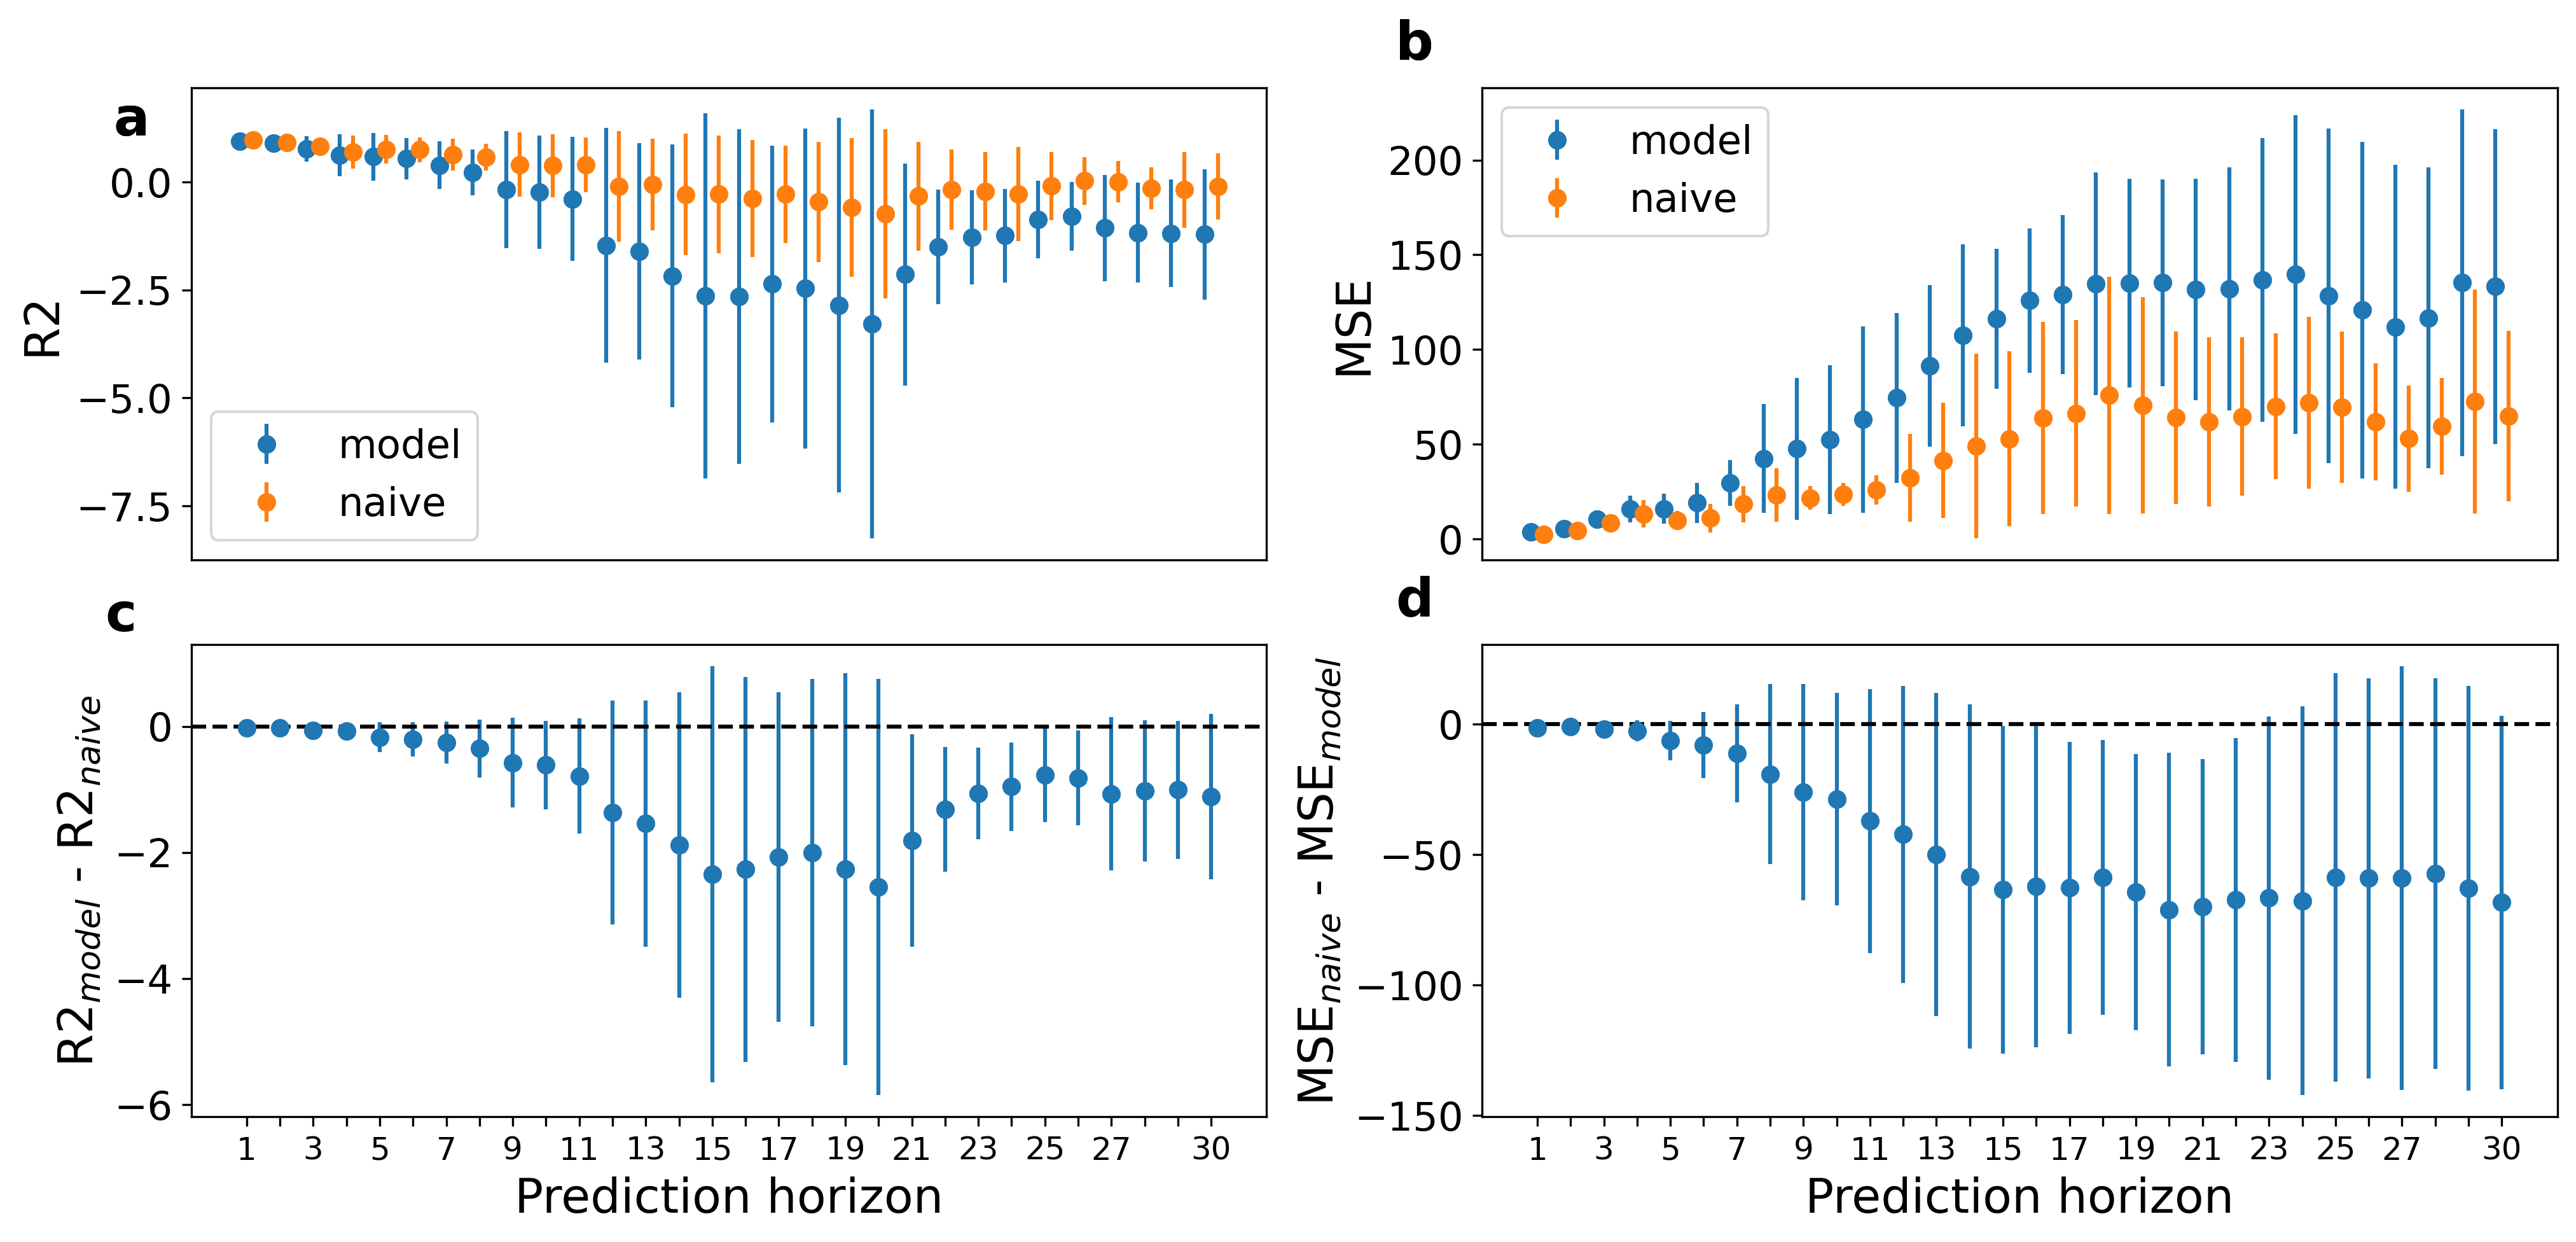 a
R2
0.0
−2.5
−5.0
−7.5
model
naive
b
MSE
200
150
100
50
0
model
naive
c
R2model - R2naive
0
−2
−4
−6
1 3 5 7 9 11 13 15 17 19 21 23 25 27 30
Prediction horizon
d
MSEnaive - MSEmodel
0
−50
−100
−150
1 3 5 7 9 11 13 15 17 19 21 23 25 27 30
Prediction horizon